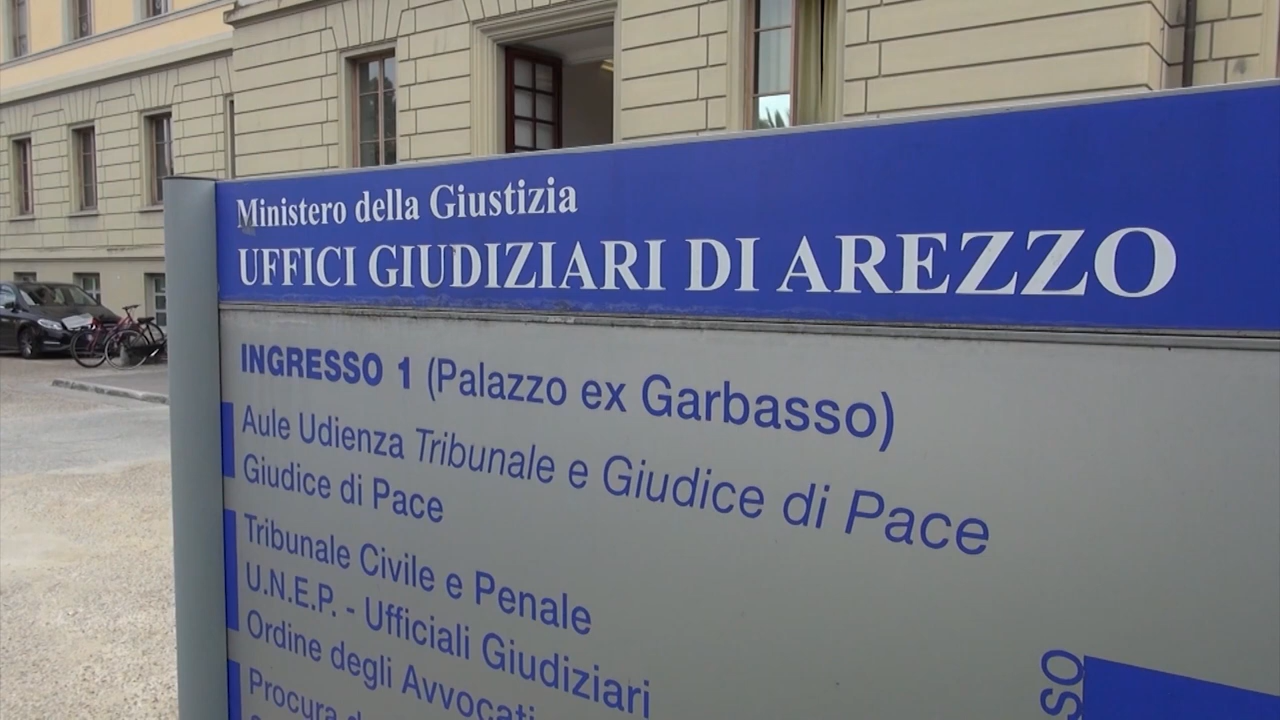 Ministero della Giustizia
UFFICI GIUDIZIARI DI AREZZO
INGRESSO 1 (Palazzo ex Garbasso)
Aule Udienza Tribunale e Giudice di Pace
Giudice di Pace
Tribunale Civile e Penale
U.N.E.P. - Ufficiali Giudiziari
Ordine degli Avvocati
Procura